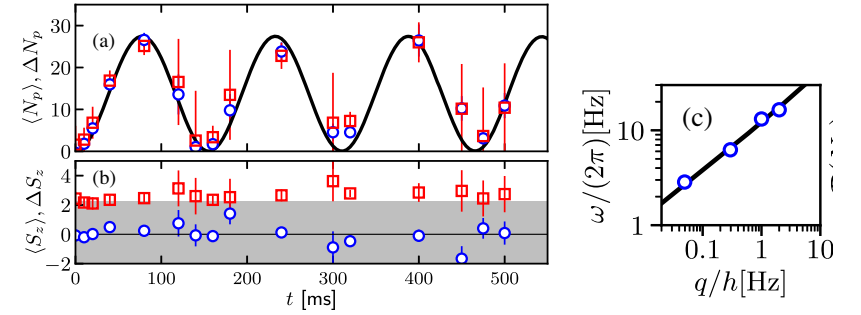 30
20
10
0
⟨N_p⟩, ΔN_p
(a)
4
2
0
−2
⟨S_z⟩, ΔS_z
(b)
0 100 200 300 400 500
t [ms]
ω/(2π)[Hz]
10
1
(c)
0.1 1 10
q/h[Hz]